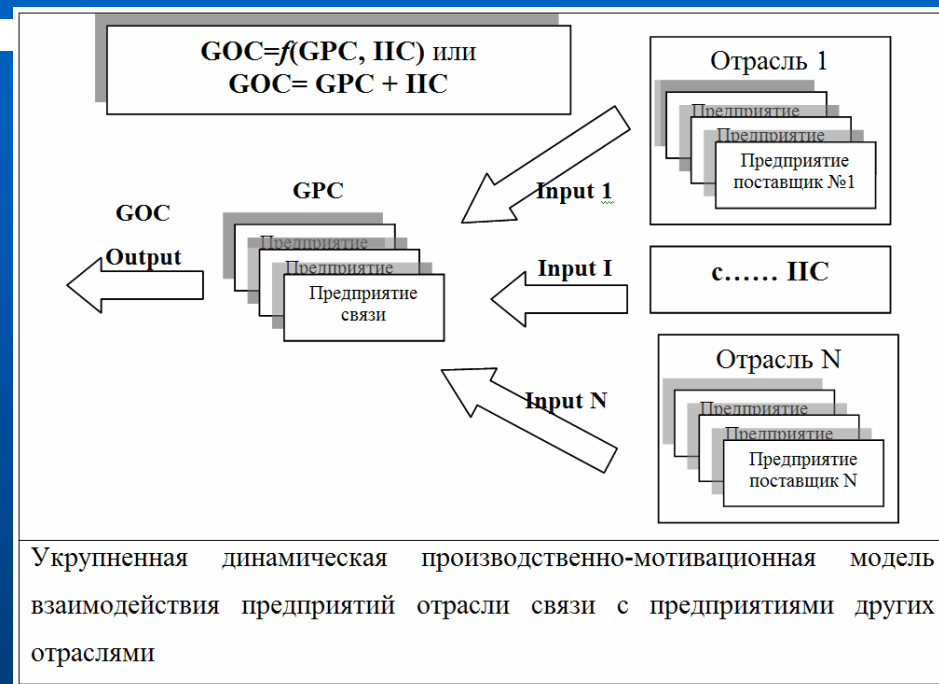 GOC=f(GPC, IIC) или
GOC= GPC + IIC
Отрасль 1
Предприятие
Предприятие
Предприятие
поставщик №1
Input 1
GPC
GOC
Output
Предприятие
Предприятие
Предприятие
связи
Input I
с…… IIC
Отрасль N
Предприятие
Предприятие
Предприятие
поставщик N
Input N
Укрупненная динамическая производственно-мотивационная модель
взаимодействия предприятий отрасли связи с предприятиями других
отраслями